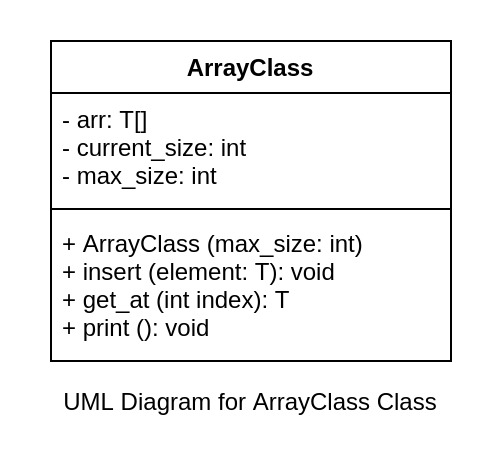 ArrayClass
- arr: T[]
- current_size: int
- max_size: int
+ ArrayClass (max_size: int)
+ insert (element: T): void
+ get_at (int index): T
+ print (): void
UML Diagram for ArrayClass Class